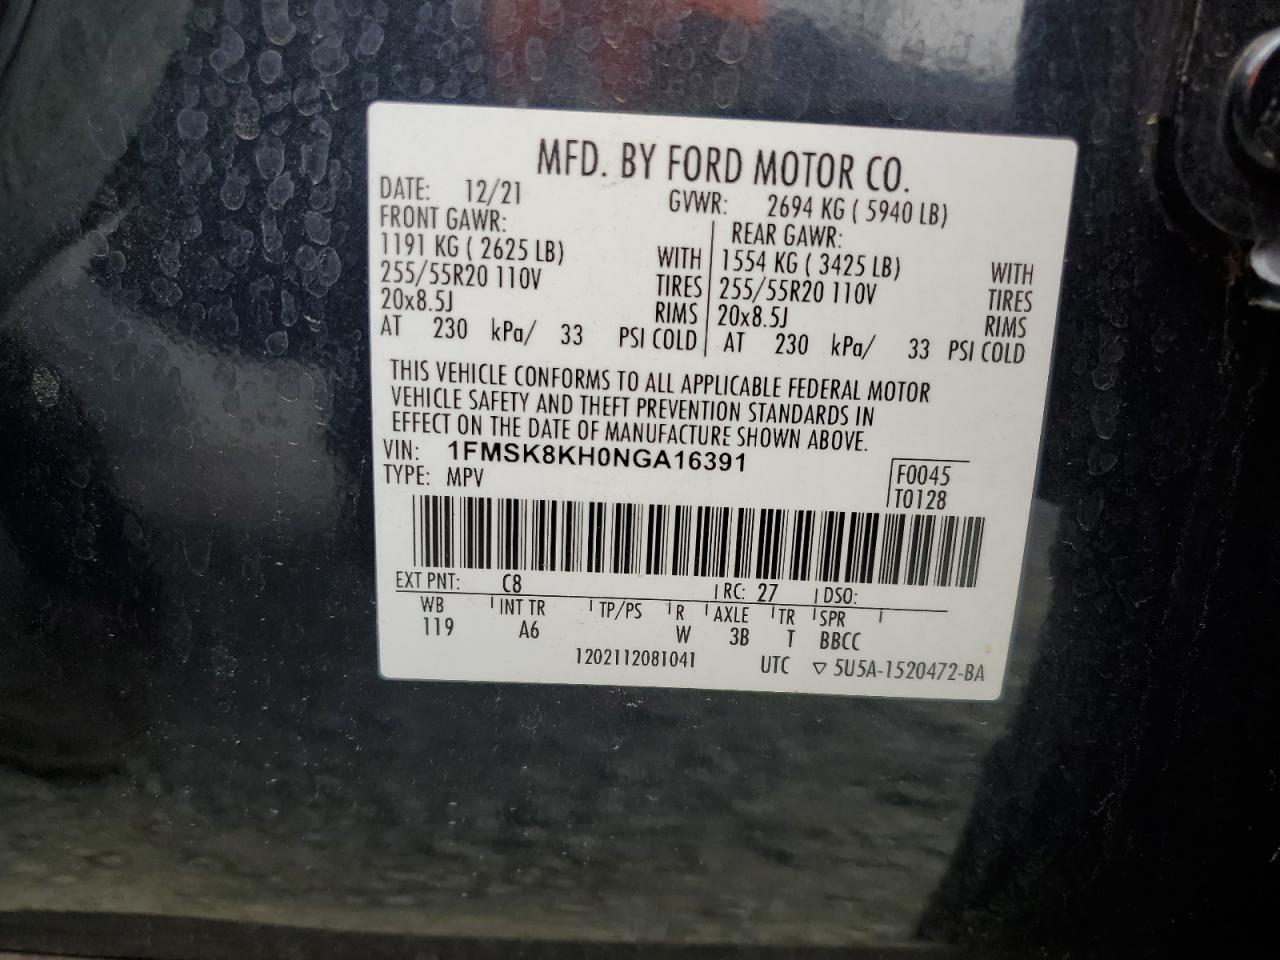 MFD. BY FORD MOTOR CO.
DATE: 12/21 GVWR: 2694 KG ( 5940 LB)
FRONT GAWR: REAR GAWR:
1191 KG ( 2625 LB) WITH 1554 KG ( 3425 LB) WITH
255/55R20 110V TIRES 255/55R20 110V TIRES
20x8.5J RIMS 20x8.5J RIMS
AT 230 kPa/ 33 PSI COLD AT 230 kPa/ 33 PSI COLD
THIS VEHICLE CONFORMS TO ALL APPLICABLE FEDERAL MOTOR
VEHICLE SAFETY AND THEFT PREVENTION STANDARDS IN
EFFECT ON THE DATE OF MANUFACTURE SHOWN ABOVE.
VIN: 1FMSK8KH0NGA16391
TYPE: MPV F0045
T0128
EXT PNT: C8 RC: 27 DSO:
WB INT TR TP/PS R AXLE TR SPR
119 A6 W 3B T BBCC
1202112081041 UTC ▽ 5U5A-1520472-BA